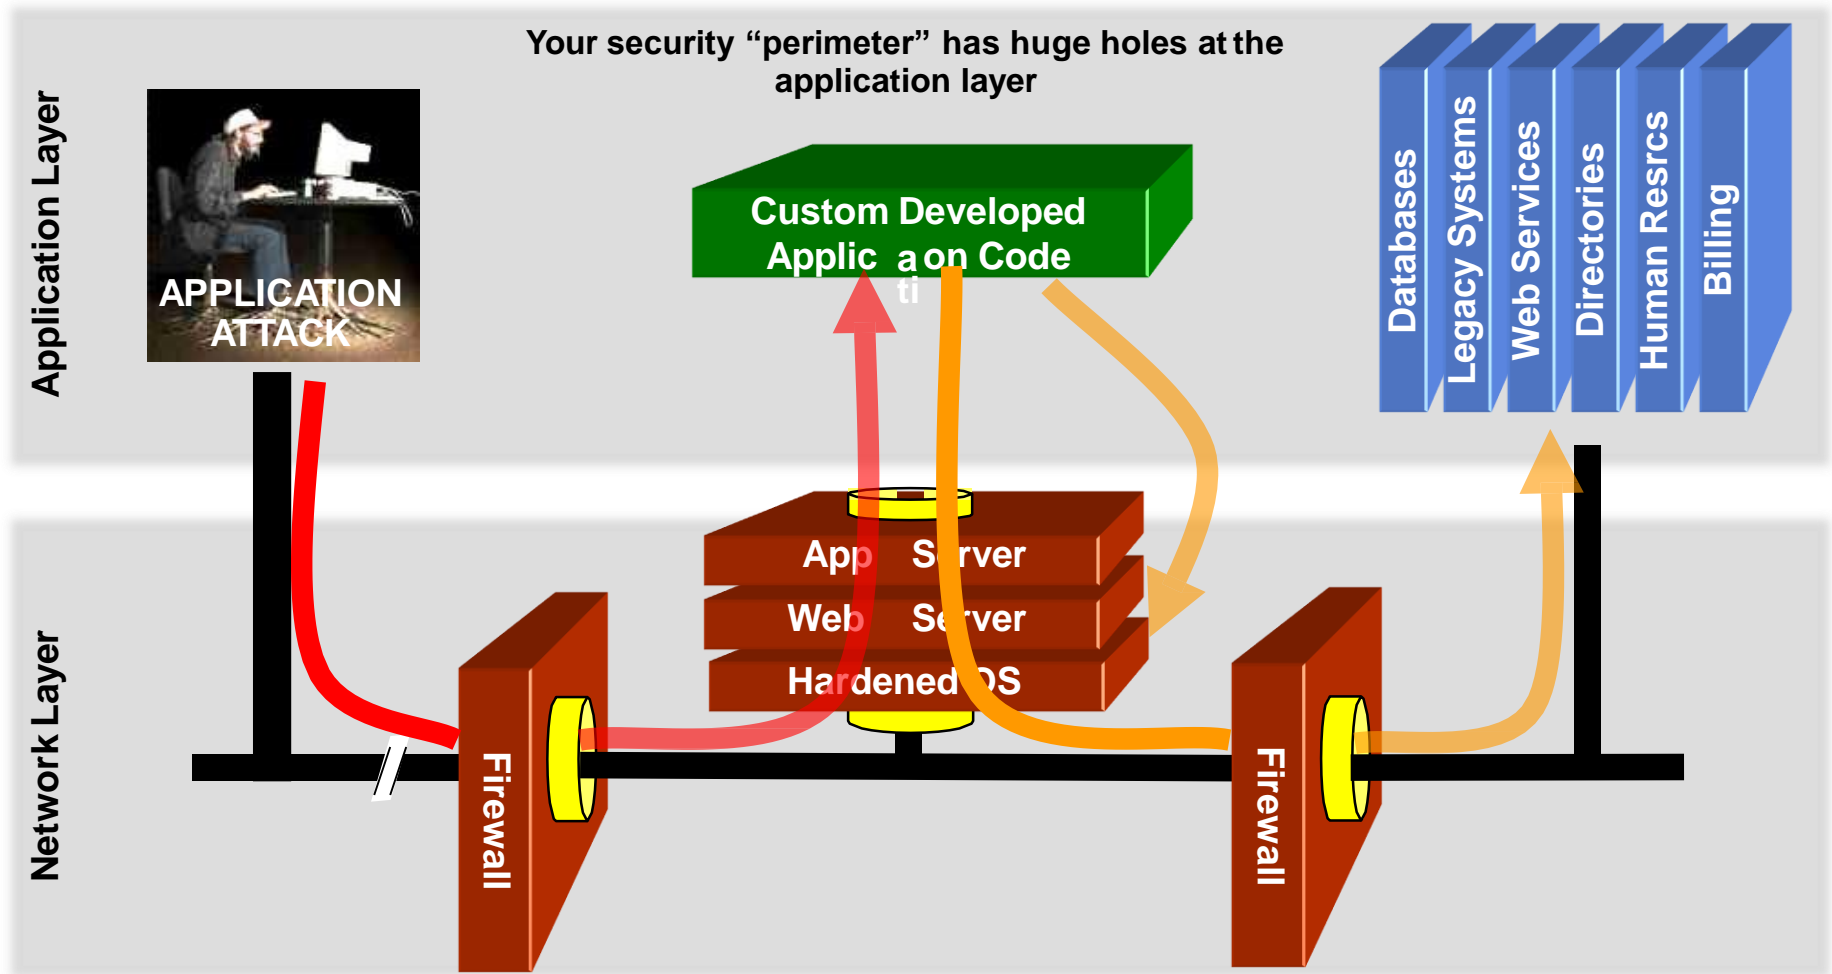 Your security “perimeter” has huge holes at the
application layer
Application Layer
APPLICATION
ATTACK
Custom Developed
Applic a on Code
ti
Databases
Legacy Systems
Web Services
Directories
Human Resrcs
Billing
Network Layer
App Server
Web Server
Hardened OS
Firewall
Firewall